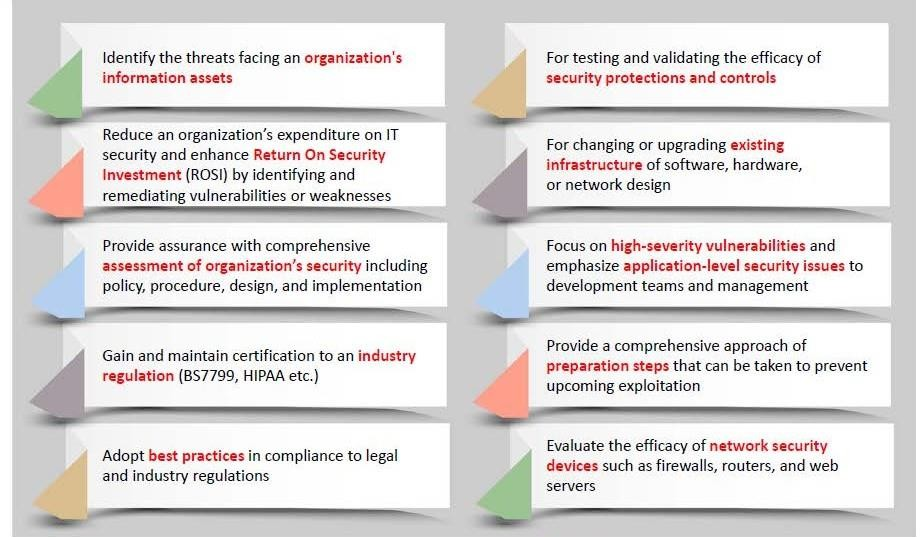 Identify the threats facing an organization's
information assets
Reduce an organization’s expenditure on IT
security and enhance Return On Security
Investment (ROSI) by identifying and
remediating vulnerabilities or weaknesses
Provide assurance with comprehensive
assessment of organization’s security including
policy, procedure, design, and implementation
Gain and maintain certification to an industry
regulation (BS7799, HIPAA etc.)
Adopt best practices in compliance to legal
and industry regulations
For testing and validating the efficacy of
security protections and controls
For changing or upgrading existing
infrastructure of software, hardware,
or network design
Focus on high-severity vulnerabilities and
emphasize application-level security issues to
development teams and management
Provide a comprehensive approach of
preparation steps that can be taken to prevent
upcoming exploitation
Evaluate the efficacy of network security
devices such as firewalls, routers, and web
servers